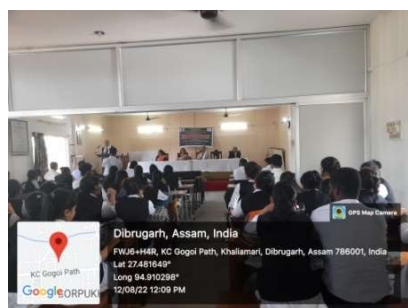 GPS Map Camera
Dibrugarh, Assam, India
FWJ6+H4R, KC Gogoi Path, Khaliamari, Dibrugarh, Assam 786001, India
Lat 27.481649°
Long 94.910298°
12/08/22 12:09 PM
KC Gogoi Path
Google
BORPUKH